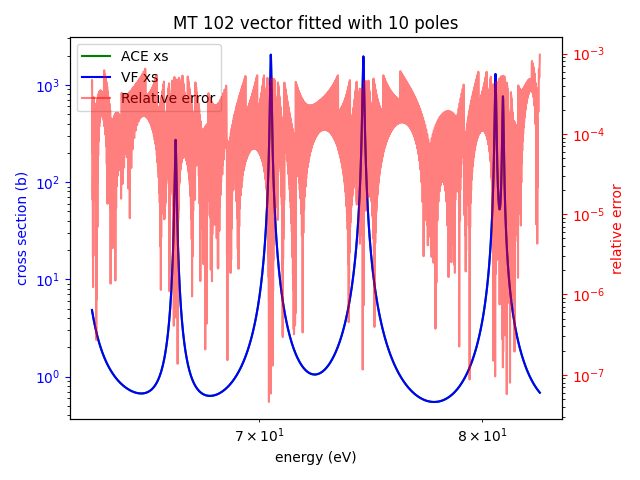 MT 102 vector fitted with 10 poles
ACE xs
VF xs
Relative error
cross section (b)
10³
10²
10¹
10⁰
relative error
10⁻³
10⁻⁴
10⁻⁵
10⁻⁶
10⁻⁷
7 × 10¹
8 × 10¹
energy (eV)